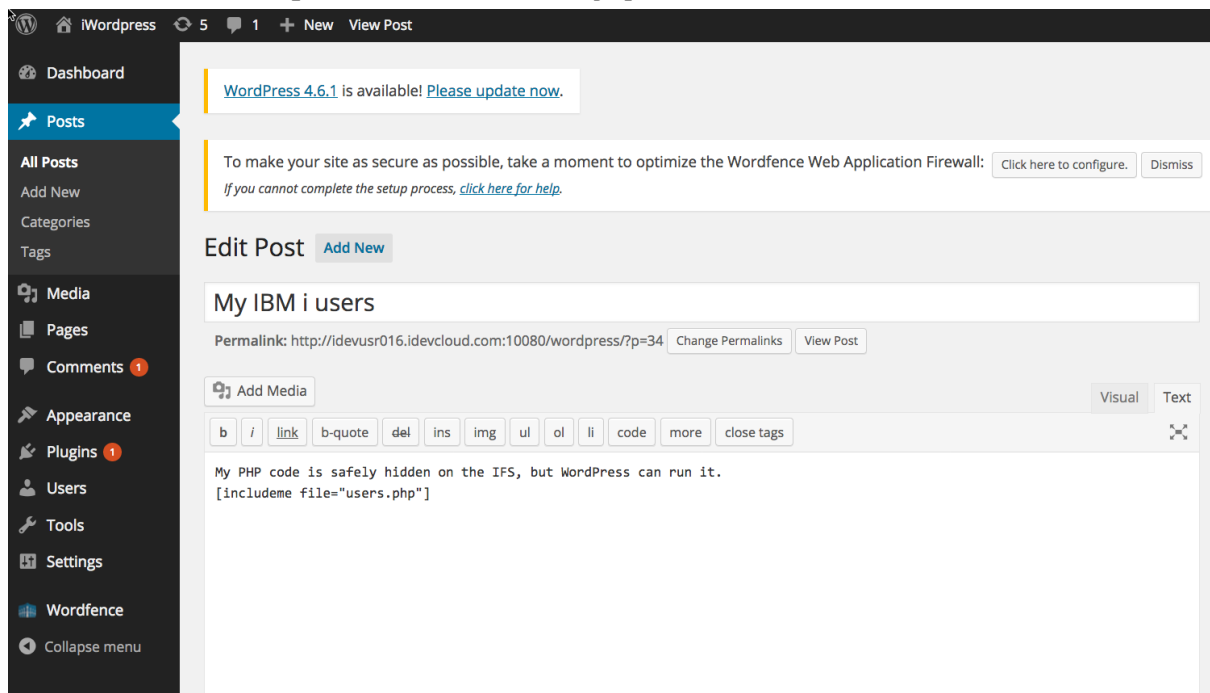 iWordpress 5 1 + New View Post
Dashboard
Posts
All Posts
Add New
Categories
Tags
Media
Pages
Comments 1
Appearance
Plugins 1
Users
Tools
Settings
Wordfence
Collapse menu
WordPress 4.6.1 is available! Please update now.
To make your site as secure as possible, take a moment to optimize the Wordfence Web Application Firewall: Click here to configure. Dismiss
If you cannot complete the setup process, click here for help.
Edit Post Add New
My IBM i users
Permalink: http://idevusr016.idevcloud.com:10080/wordpress/?p=34 Change Permalinks View Post
Add Media
Visual Text
b i link b-quote del ins img ul ol li code more close tags
My PHP code is safely hidden on the IFS, but WordPress can run it.
[includeme file="users.php"]